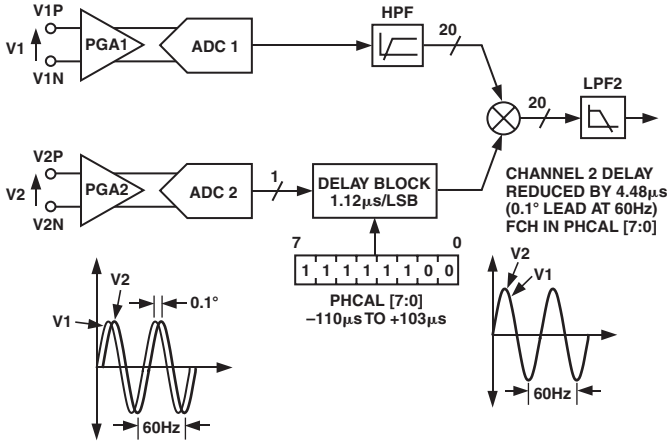 V1P
V1
V1N
PGA1
ADC 1
HPF
20
20
LPF2
V2P
V2
V2N
PGA2
ADC 2
1
DELAY BLOCK
1.12μs/LSB
CHANNEL 2 DELAY
REDUCED BY 4.48μs
(0.1° LEAD AT 60Hz)
FCH IN PHCAL [7:0]
7 0
1 1 1 1 1 1 0 0
PHCAL [7:0]
–110μs TO +103μs
V2
V1
0.1°
60Hz
V2
V1
60Hz